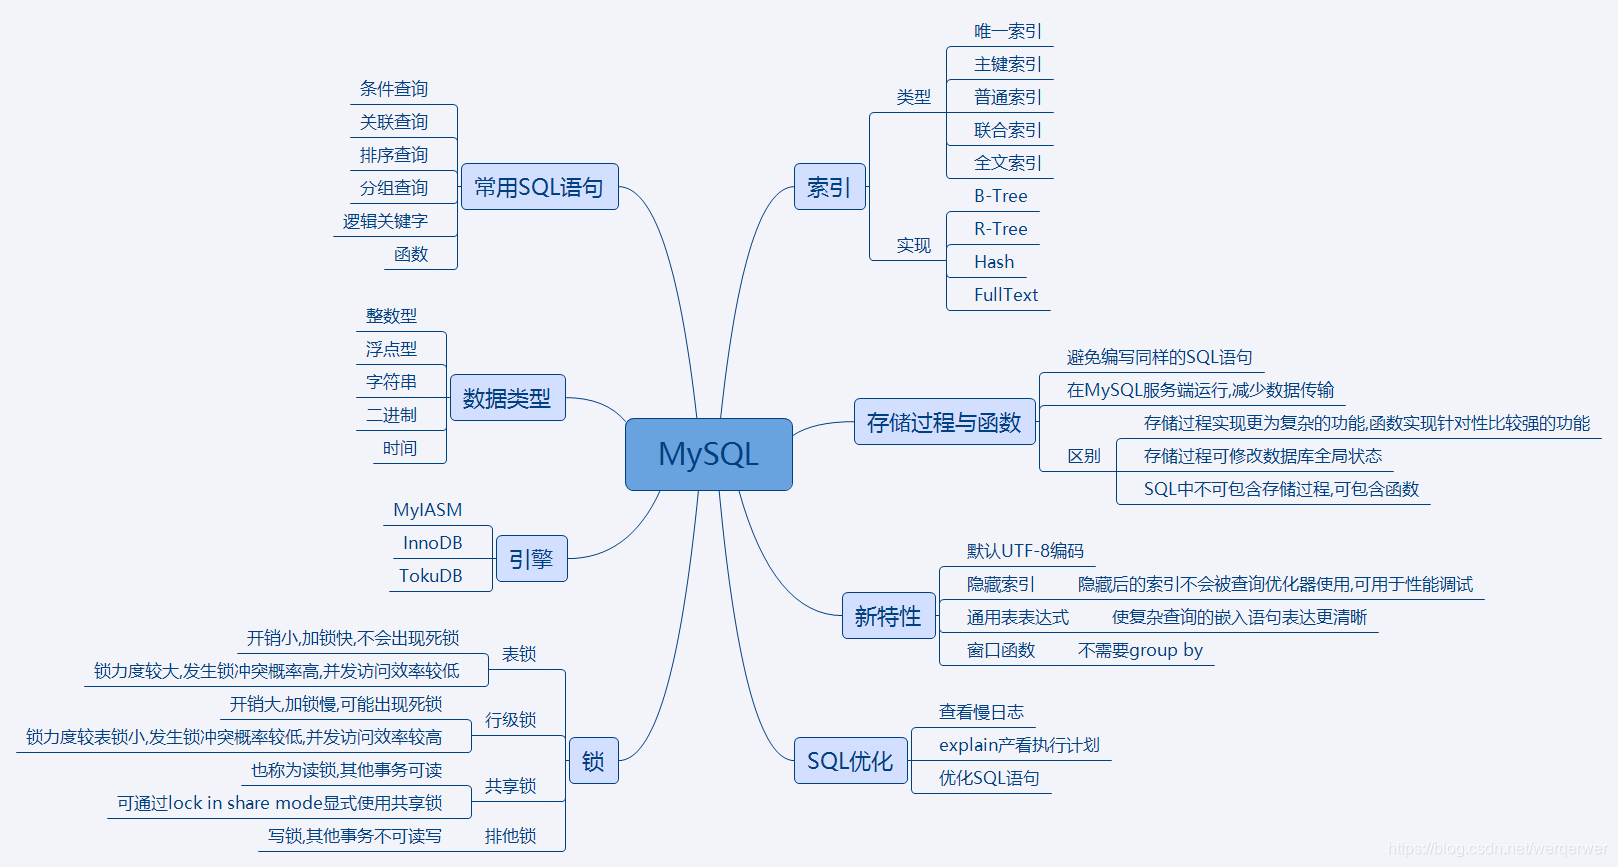 MySQL
常用SQL语句
条件查询
关联查询
排序查询
分组查询
逻辑关键字
函数
数据类型
整数型
浮点型
字符串
二进制
时间
引擎
MyIASM
InnoDB
TokuDB
锁
表锁
开销小,加锁快,不会出现死锁
锁力度较大,发生锁冲突概率高,并发访问效率较低
行级锁
开销大,加锁慢,可能出现死锁
锁力度较表锁小,发生锁冲突概率较低,并发访问效率较高
共享锁
也称为读锁,其他事务可读
可通过lock in share mode显式使用共享锁
排他锁
写锁,其他事务不可读写
索引
类型
唯一索引
主键索引
普通索引
联合索引
全文索引
实现
B-Tree
R-Tree
Hash
FullText
存储过程与函数
避免编写同样的SQL语句
在MySQL服务端运行,减少数据传输
区别
存储过程实现更为复杂的功能,函数实现针对性比较强的功能
存储过程可修改数据库全局状态
SQL中不可包含存储过程,可包含函数
新特性
默认UTF-8编码
隐藏索引
隐藏后的索引不会被查询优化器使用,可用于性能调试
通用表表达式
使复杂查询的嵌入语句表达更清晰
窗口函数
不需要group by
SQL优化
查看慢日志
explain产看执行计划
优化SQL语句
https://blog.csdn.net/werqerwer